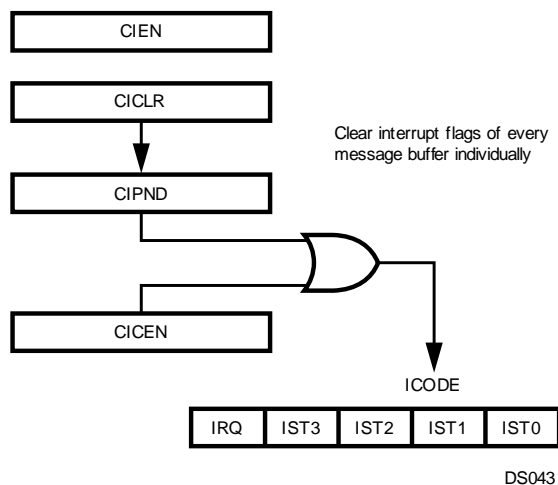 CIEN
CICLR
Clear interrupt flags of every
message buffer individually
CIPND
CICEN
ICODE
IRQ IST3 IST2 IST1 IST0
DS043